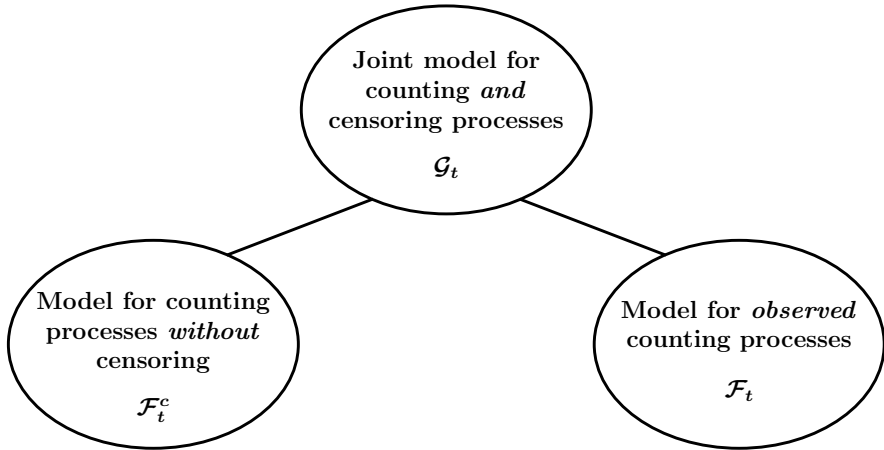 Joint model for
counting and
censoring processes
𝒢ₜ
Model for counting
processes without
censoring
ℱₜᶜ
Model for observed
counting processes
ℱₜ